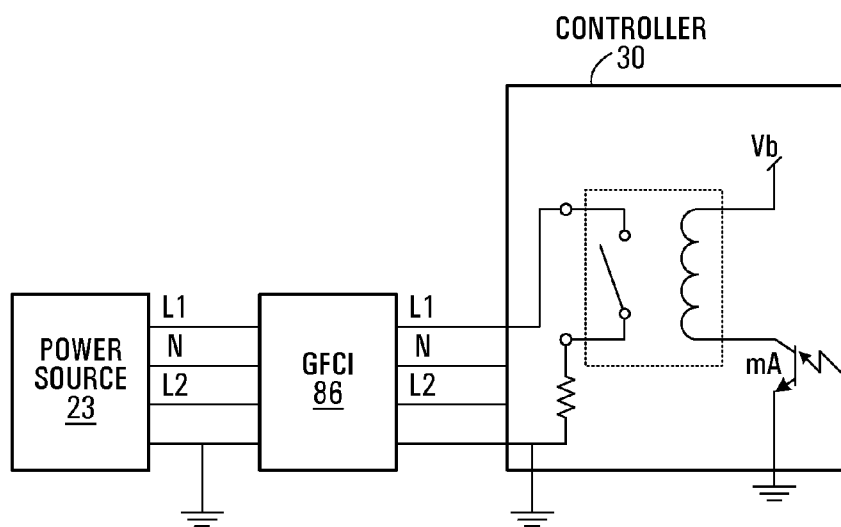 CONTROLLER
30
Vb
L1
L1
POWER
SOURCE
23
N
GFCI
86
N
mA
L2
L2